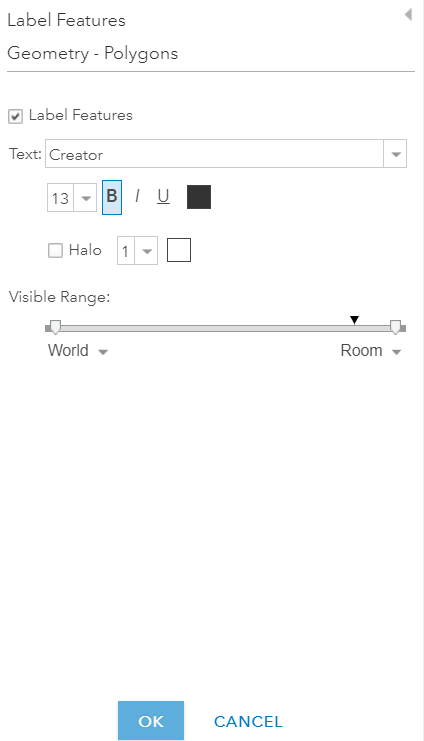 Label Features
Geometry - Polygons
Label Features
Text: Creator
13 B I U
Halo 1
Visible Range:
World Room
OK CANCEL